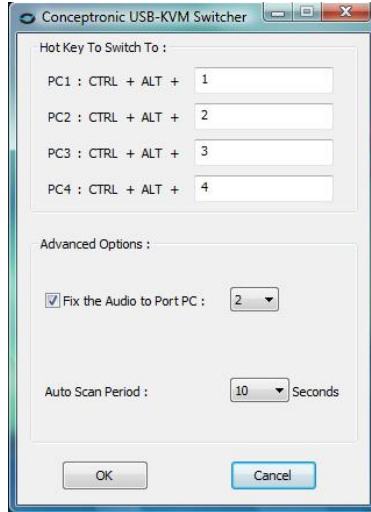 Conceptronic USB-KVM Switcher
Hot Key To Switch To :
PC1 : CTRL + ALT + 1
PC2 : CTRL + ALT + 2
PC3 : CTRL + ALT + 3
PC4 : CTRL + ALT + 4
Advanced Options :
Fix the Audio to Port PC : 2
Auto Scan Period : 10 Seconds
OK Cancel